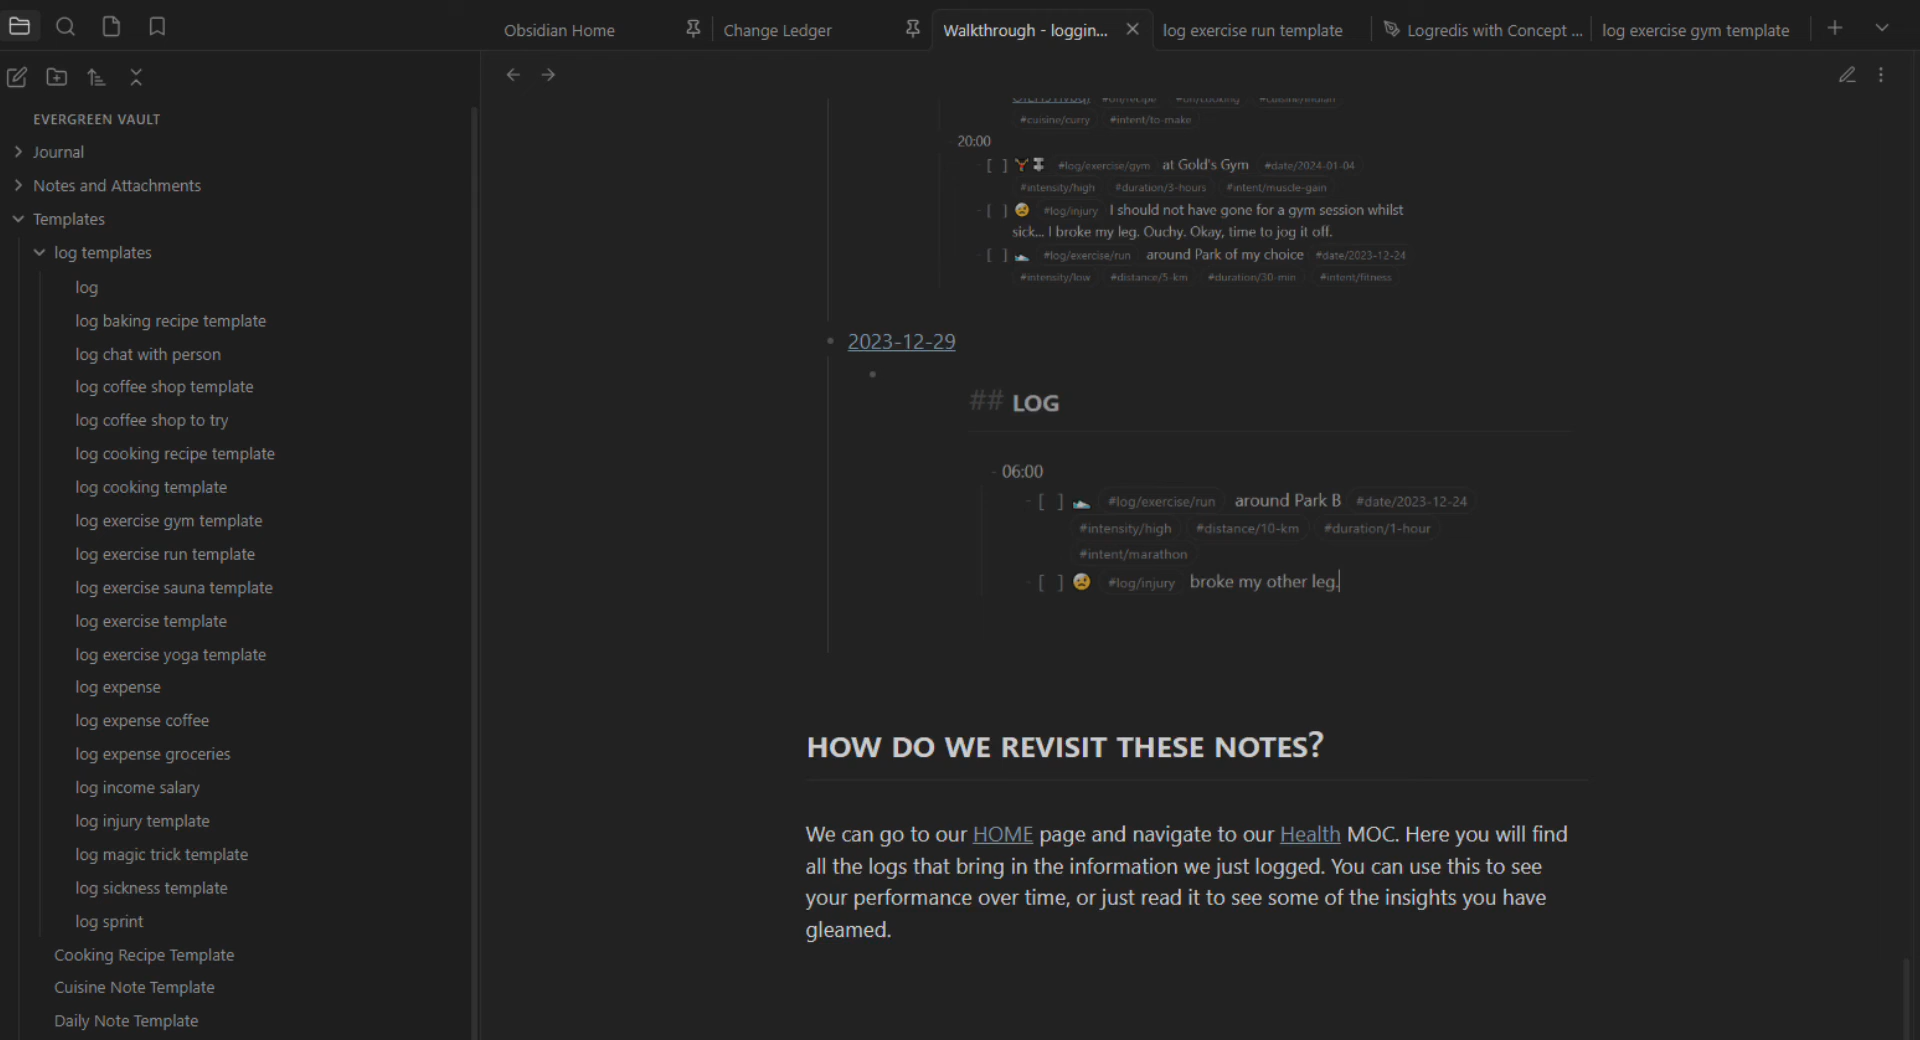 Obsidian Home
Change Ledger
Walkthrough - loggin...
log exercise run template
Logredis with Concept ...
log exercise gym template
EVERGREEN VAULT
Journal
Notes and Attachments
Templates
log templates
log
log baking recipe template
log chat with person
log coffee shop template
log coffee shop to try
log cooking recipe template
log cooking template
log exercise gym template
log exercise run template
log exercise sauna template
log exercise template
log exercise yoga template
log expense
log expense coffee
log expense groceries
log income salary
log injury template
log magic trick template
log sickness template
log sprint
Cooking Recipe Template
Cuisine Note Template
Daily Note Template
#cuisine/indian
#cuisine/curry #intent/to-make
- 20:00
- [ ] #log/exercise/gym at Gold's Gym #date/2024-01-04
#intensity/high #duration/3-hours #intent/muscle-gain
- [ ] #log/injury I should not have gone for a gym session whilst
sick... I broke my leg. Ouchy. Okay, time to jog it off.
- [ ] #log/exercise/run around Park of my choice #date/2023-12-24
#intensity/low #distance/5-km #duration/30-min #intent/fitness
2023-12-29
## LOG
- 06:00
- [ ] #log/exercise/run around Park B #date/2023-12-24
#intensity/high #distance/10-km #duration/1-hour
#intent/marathon
- [ ] #log/injury broke my other leg.
HOW DO WE REVISIT THESE NOTES?
We can go to our HOME page and navigate to our Health MOC. Here you will find
all the logs that bring in the information we just logged. You can use this to see
your performance over time, or just read it to see some of the insights you have
gleamed.